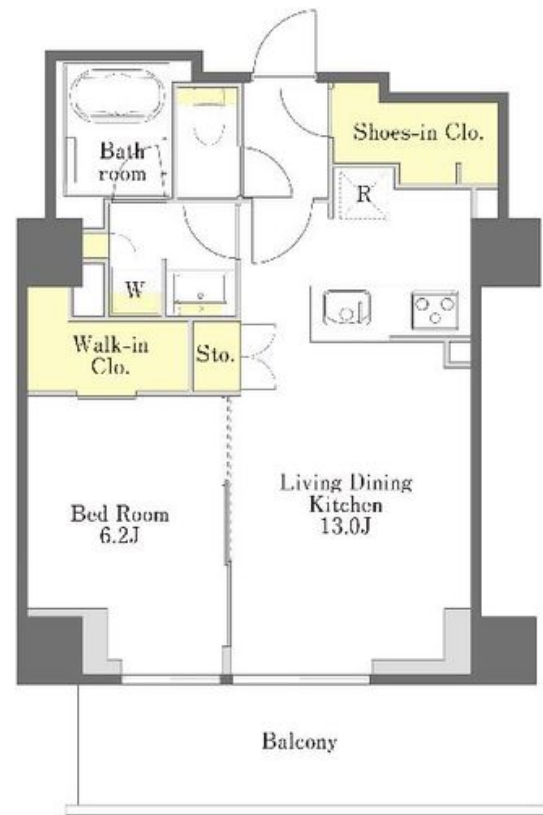 Bath
room
Shoes-in Clo.
R
W
Walk-in
Clo.
Sto.
Living Dining
Kitchen
13.0J
Bed Room
6.2J
Balcony